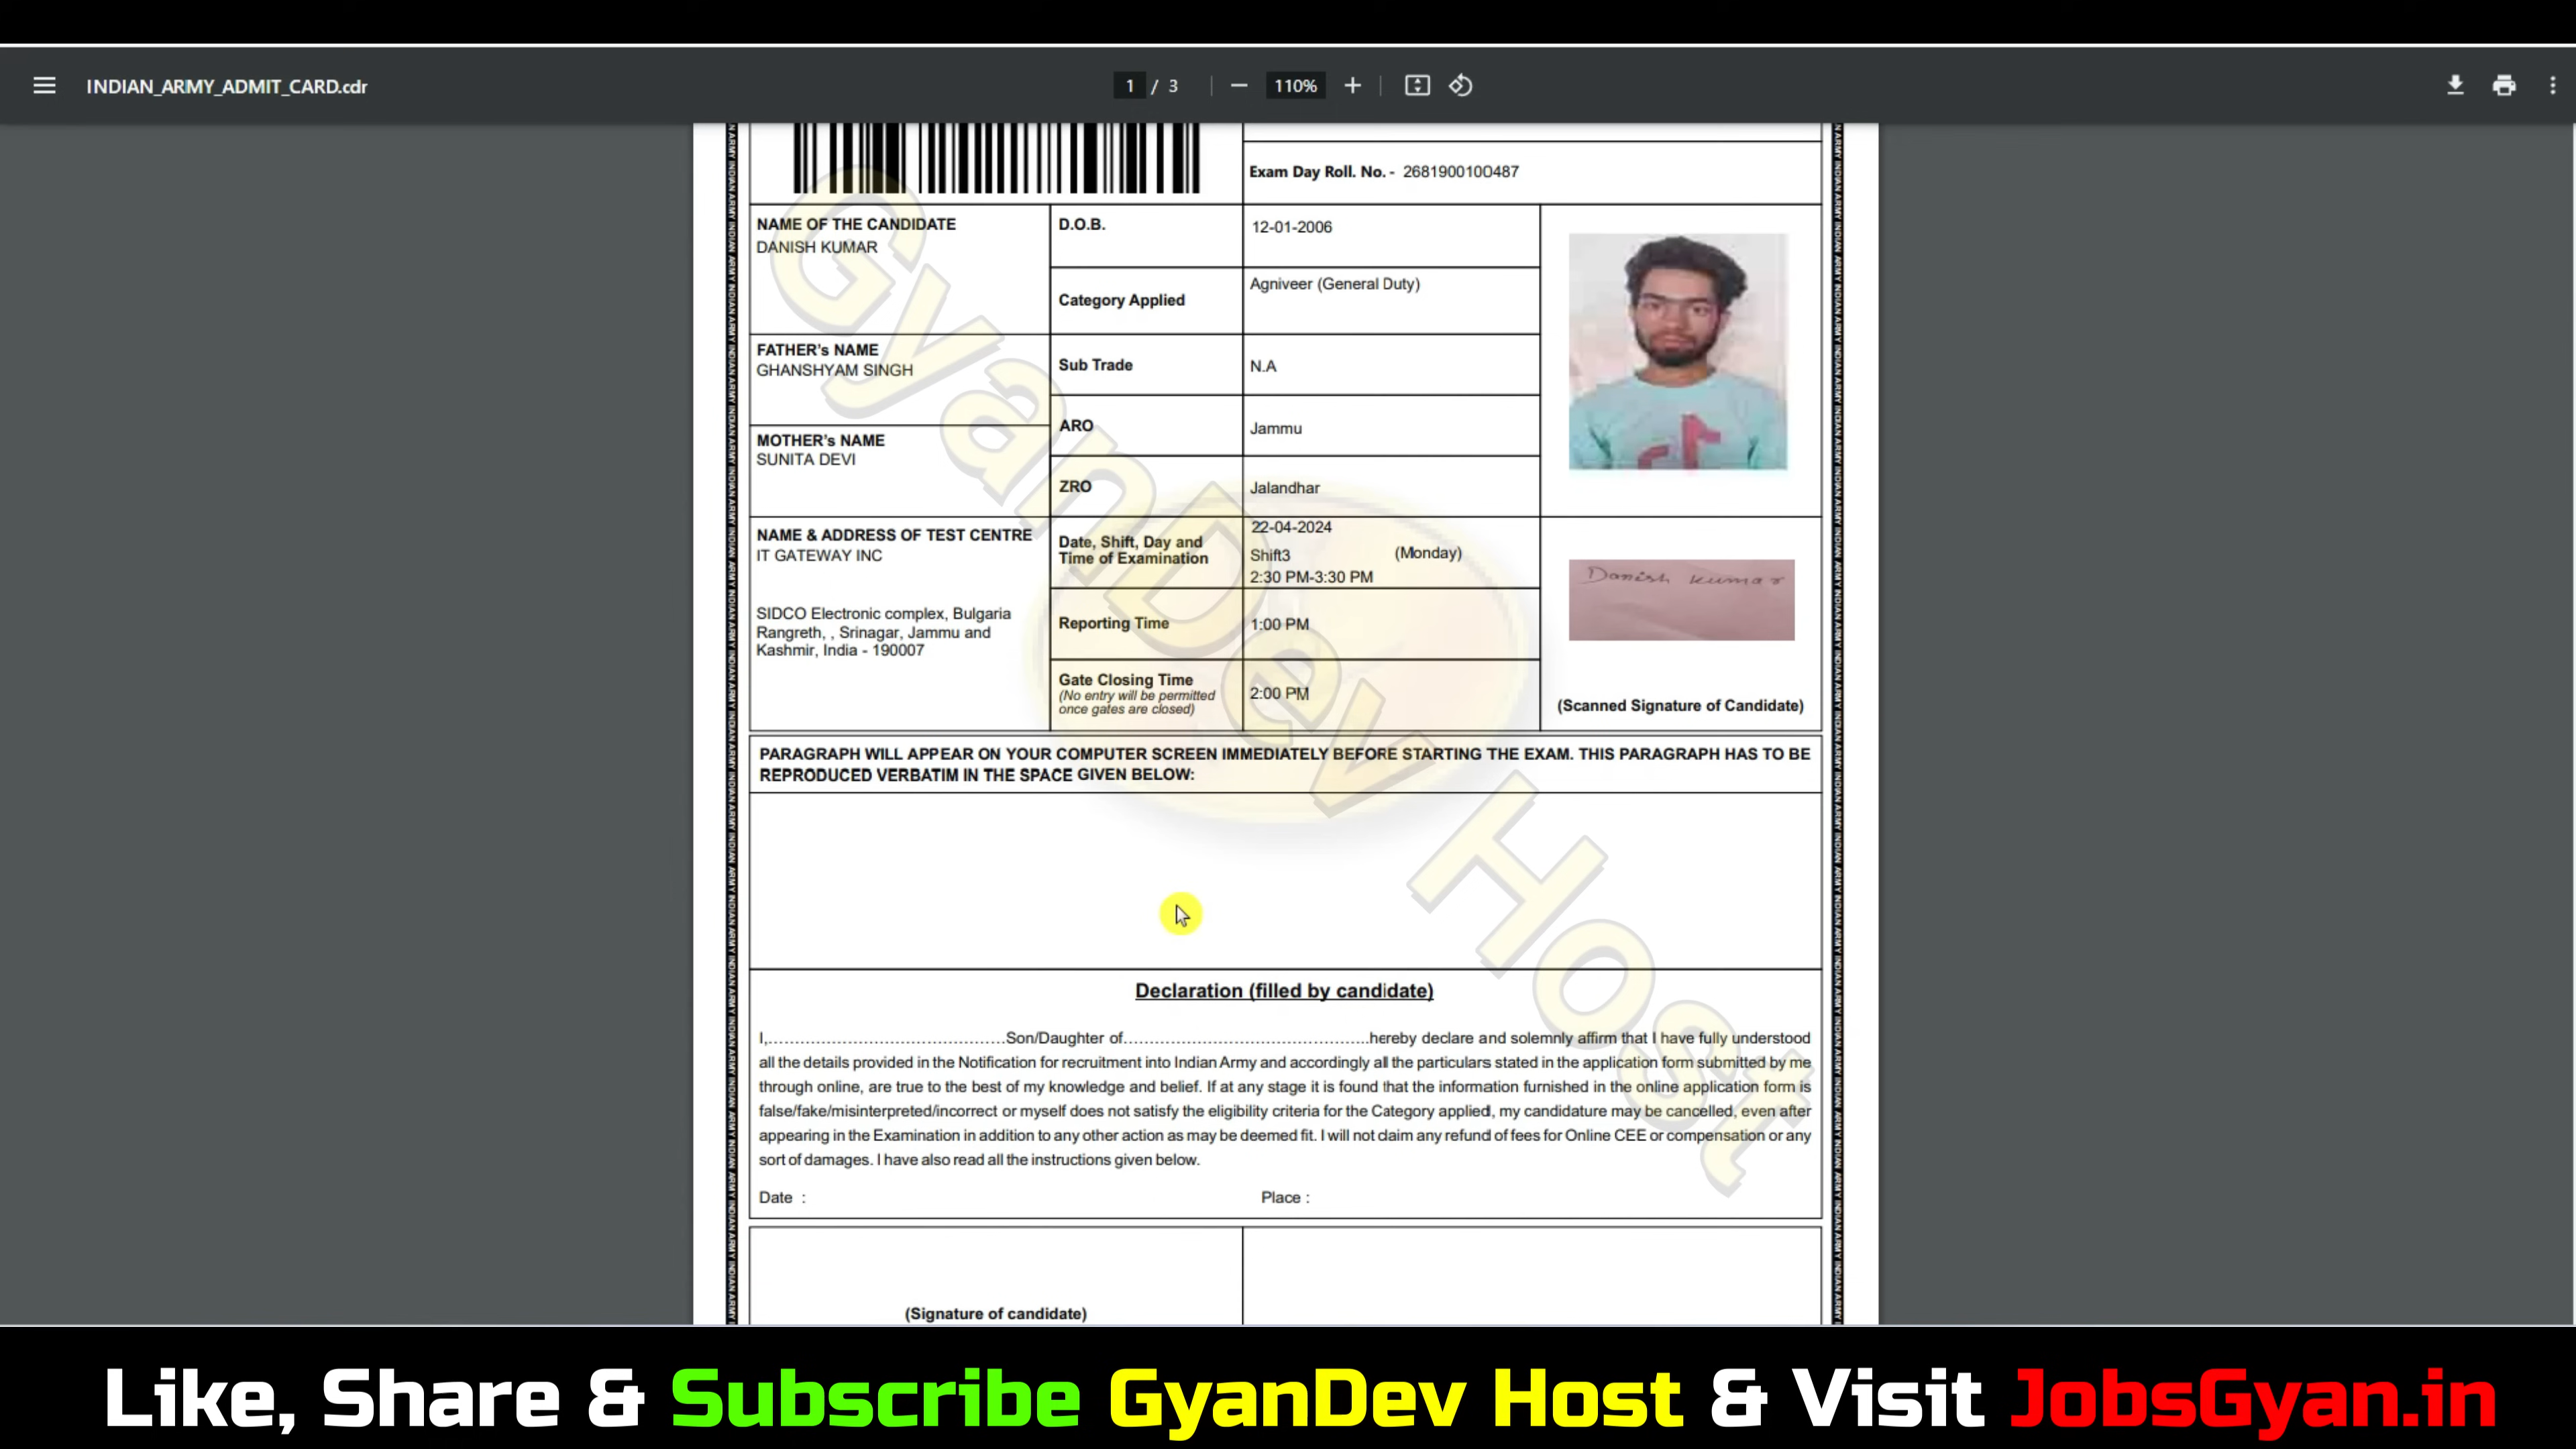 INDIAN_ARMY_ADMIT_CARD.cdr
1 / 3
110%
Exam Day Roll. No. - 268190010O487
NAME OF THE CANDIDATE
DANISH KUMAR
D.O.B.
12-01-2006
Category Applied
Agniveer (General Duty)
FATHER's NAME
GHANSHYAM SINGH
Sub Trade
N.A
ARO
Jammu
MOTHER's NAME
SUNITA DEVI
ZRO
Jalandhar
NAME & ADDRESS OF TEST CENTRE
IT GATEWAY INC
SIDCO Electronic complex, Bulgaria
Rangreth, , Srinagar, Jammu and
Kashmir, India - 190007
Date, Shift, Day and
Time of Examination
22-04-2024
Shift3 (Monday)
2:30 PM-3:30 PM
Reporting Time
1:00 PM
Gate Closing Time
(No entry will be permitted
once gates are closed)
2:00 PM
Danish Kumar
(Scanned Signature of Candidate)
PARAGRAPH WILL APPEAR ON YOUR COMPUTER SCREEN IMMEDIATELY BEFORE STARTING THE EXAM. THIS PARAGRAPH HAS TO BE
REPRODUCED VERBATIM IN THE SPACE GIVEN BELOW:
Declaration (filled by candidate)
I,.............................................Son/Daughter of..............................................hereby declare and solemnly affirm that I have fully understood
all the details provided in the Notification for recruitment into Indian Army and accordingly all the particulars stated in the application form submitted by me
through online, are true to the best of my knowledge and belief. If at any stage it is found that the information furnished in the online application form is
false/fake/misinterpreted/incorrect or myself does not satisfy the eligibility criteria for the Category applied, my candidature may be cancelled, even after
appearing in the Examination in addition to any other action as may be deemed fit. I will not claim any refund of fees for Online CEE or compensation or any
sort of damages. I have also read all the instructions given below.
Date : Place :
(Signature of candidate)
GyanDev Host
Like, Share & Subscribe GyanDev Host & Visit JobsGyan.in